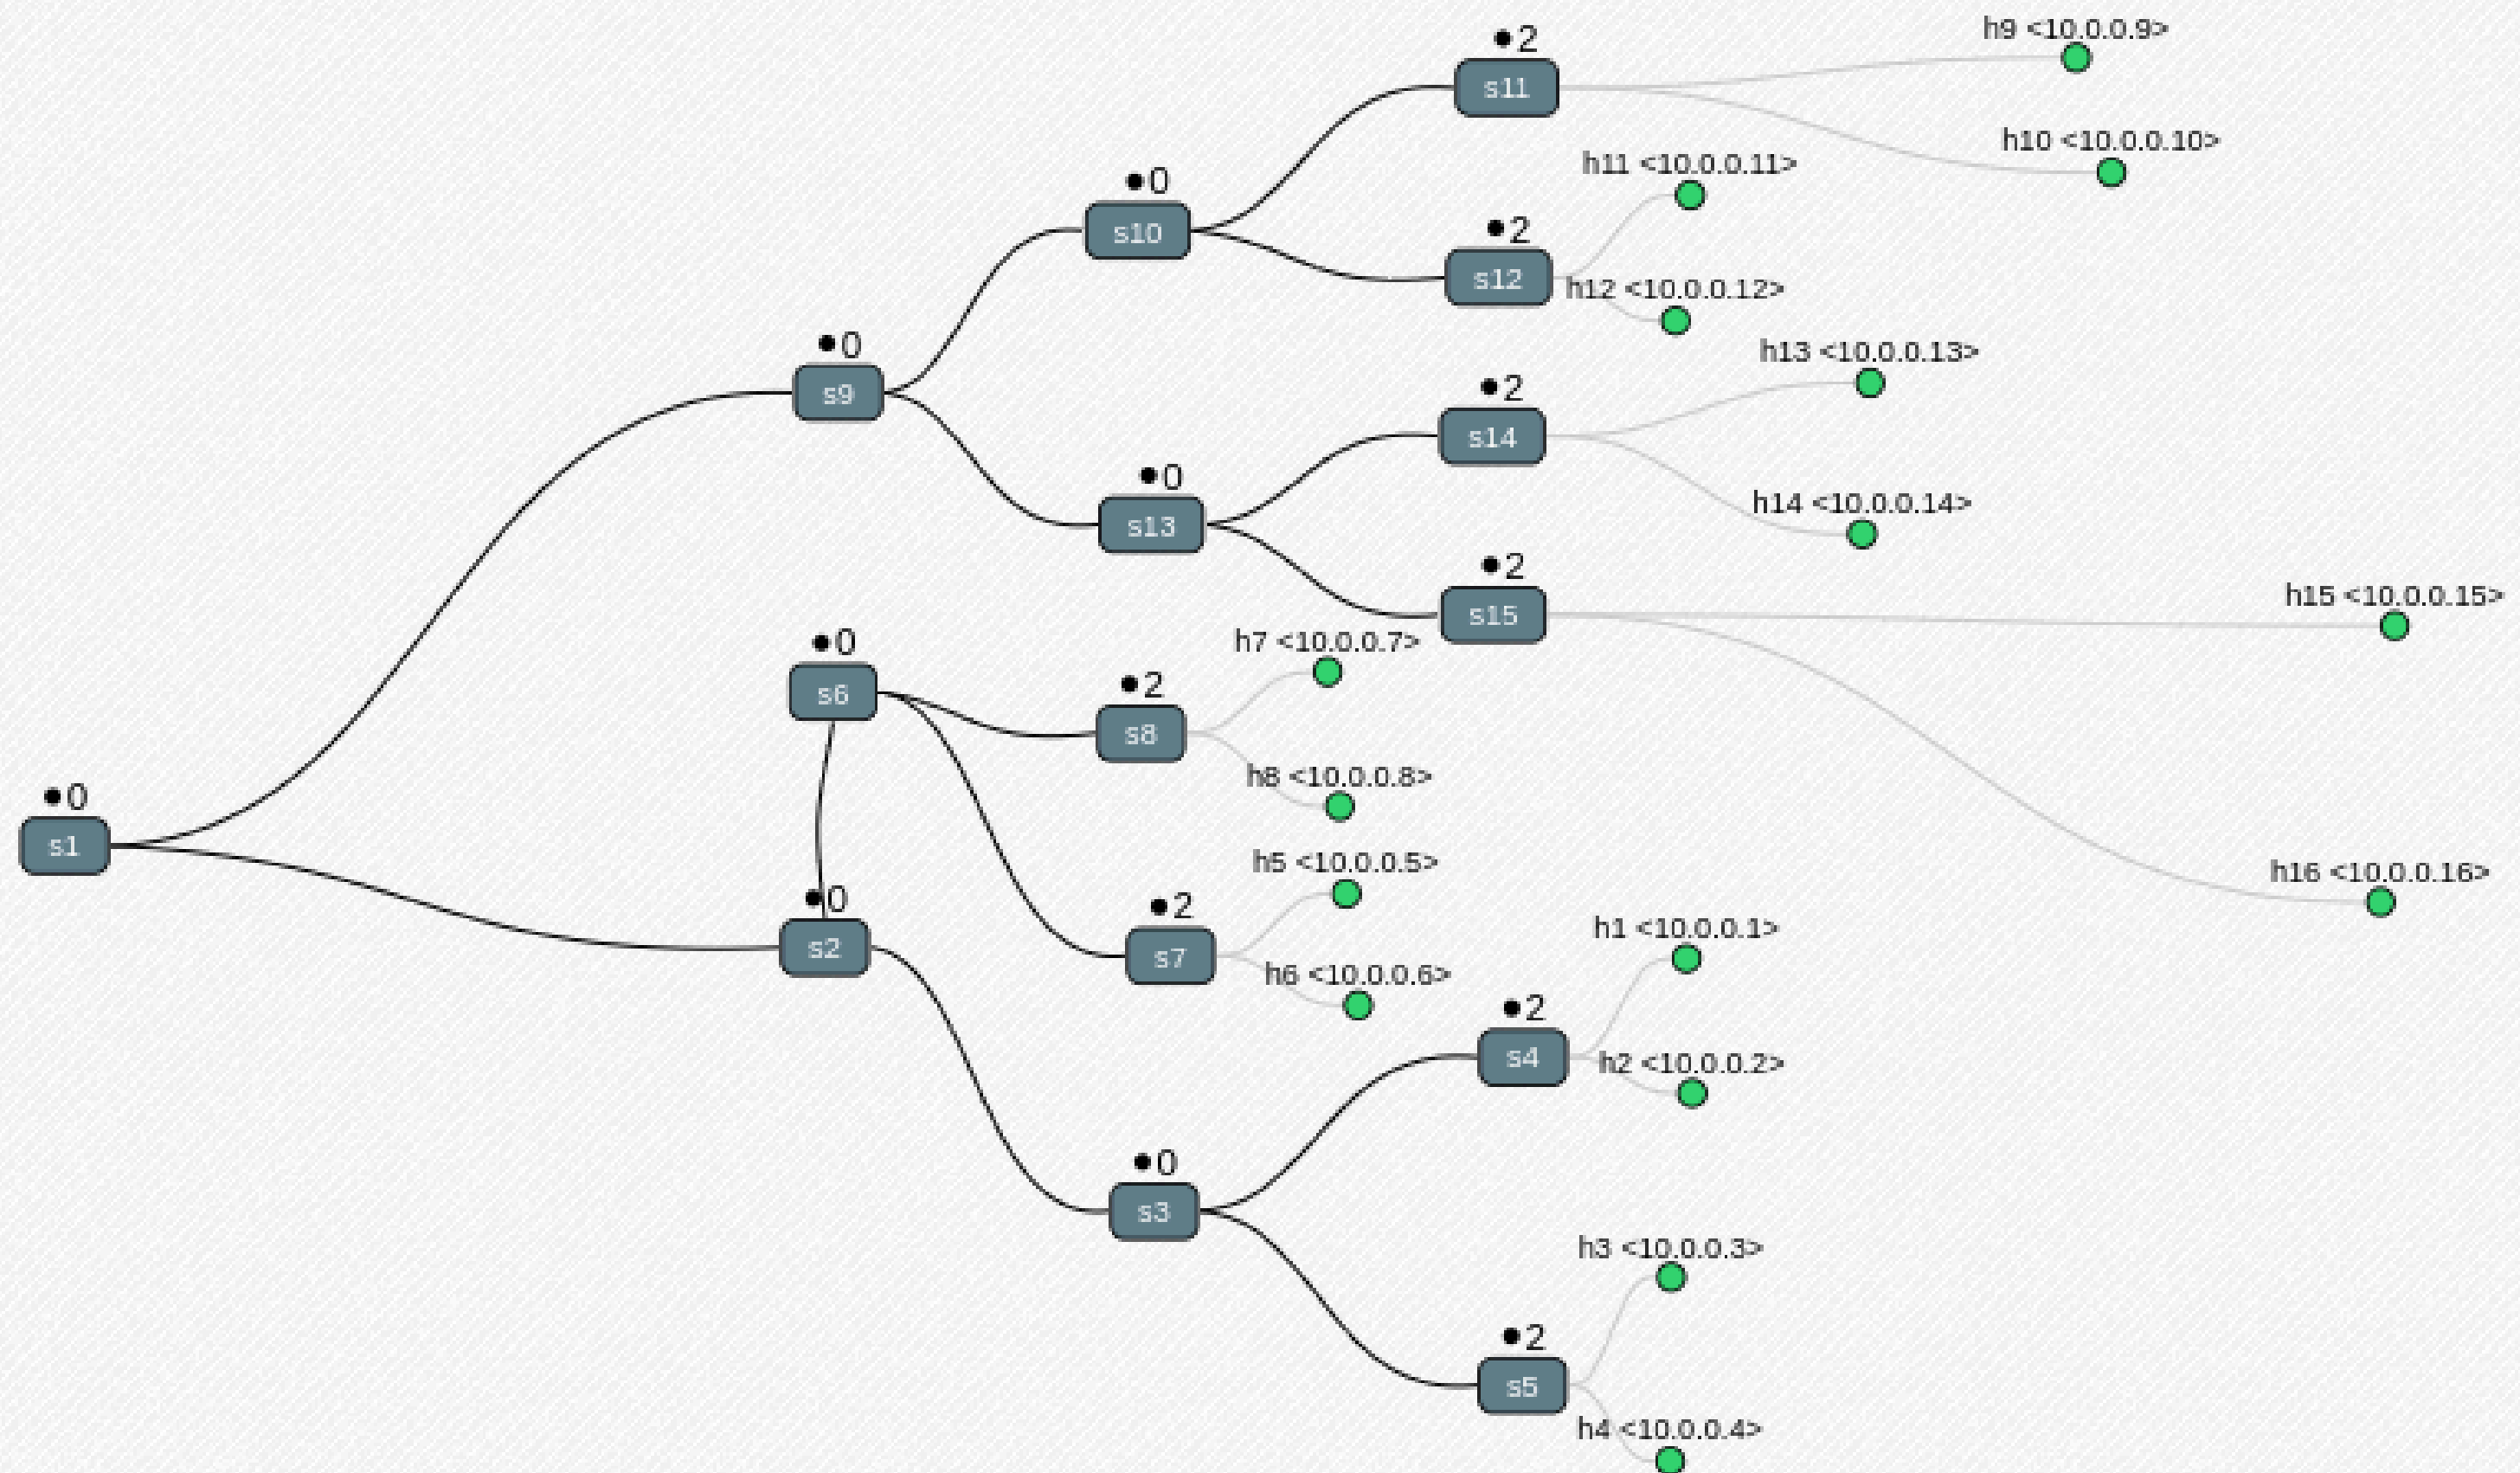 h9 <10.0.0.9>
•2
s11
h10 <10.0.0.10>
h11 <10.0.0.11>
•0
s10
•2
s12
h12 <10.0.0.12>
•0
s9
h13 <10.0.0.13>
•2
s14
•0
s13
h14 <10.0.0.14>
•2
s15
h15 <10.0.0.15>
•0
s6
h7 <10.0.0.7>
•2
s8
h8 <10.0.0.8>
•0
s1
h5 <10.0.0.5>
h16 <10.0.0.16>
•0
s2
•2
s7
h1 <10.0.0.1>
h6 <10.0.0.6>
•2
s4
h2 <10.0.0.2>
•0
s3
h3 <10.0.0.3>
•2
s5
h4 <10.0.0.4>